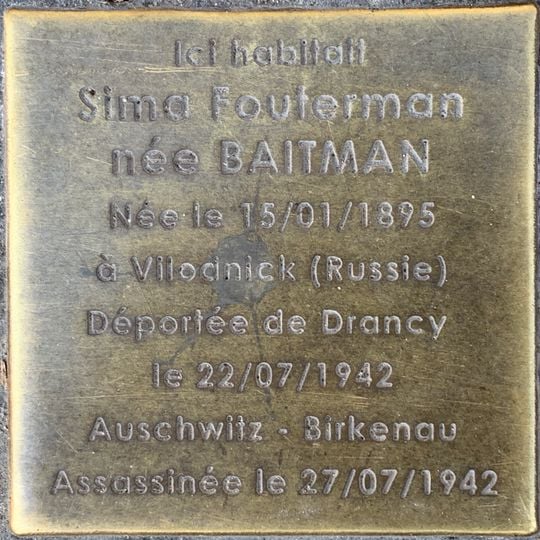 Ici habitait
Sima Fouterman
née BAITMAN
Née le 15/01/1895
à Vilodnick (Russie)
Déportée de Drancy
le 22/07/1942
Auschwitz - Birkenau
Assassinée le 27/07/1942